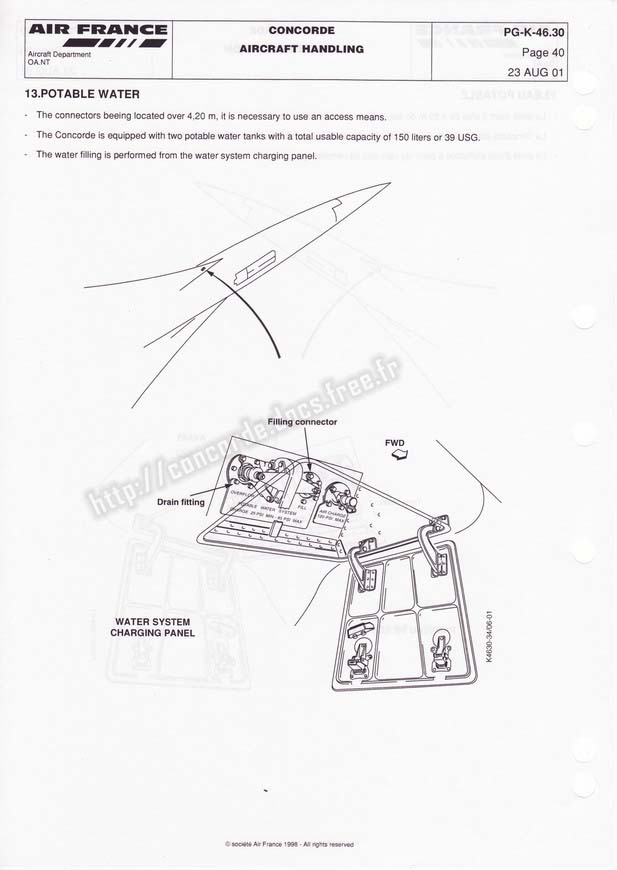 AIR FRANCE
Aircraft Department
OA.NT
CONCORDE
AIRCRAFT HANDLING
PG-K-46.30
Page 40
23 AUG 01
13.POTABLE WATER
- The connectors beeing located over 4,20 m, it is necessary to use an access means.
- The Concorde is equipped with two potable water tanks with a total usable capacity of 150 liters or 39 USG.
- The water filling is performed from the water system charging panel.
http://concorde.docs.free.fr
Filling connector
FWD
Drain fitting
OVERFLOW
FILL
WATER SYSTEM
25 PSI MIN
PSI MAX
AIR CHARGE
PSI MAX
WATER SYSTEM
CHARGING PANEL
K4630-34/06-01
© société Air France 1998 - All rights reserved